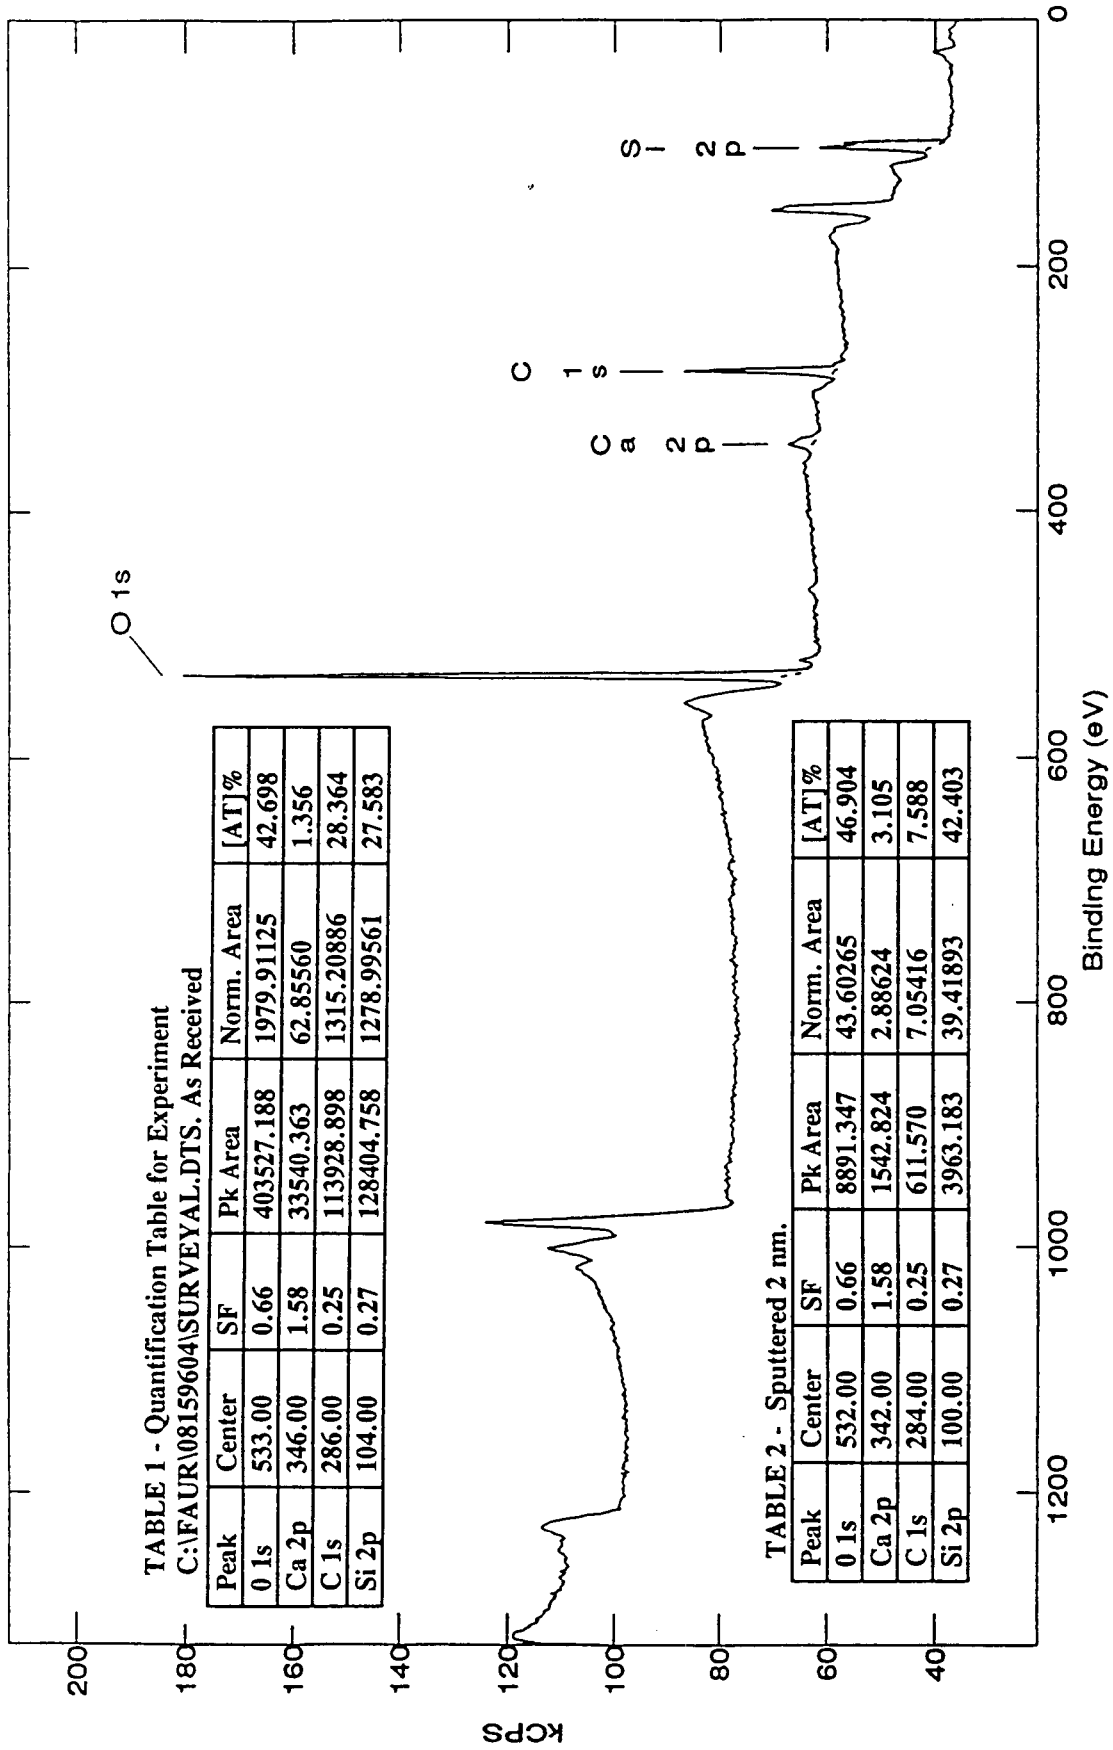 TABLE 1 - Quantification Table for Experiment
C:\FAUR\08159604\SURVEYAL.DTS. As Received
Peak Center SF Pk Area Norm. Area [AT]%
0 1s 533.00 0.66 403527.188 1979.91125 42.698
Ca 2p 346.00 1.58 33540.363 62.85560 1.356
C 1s 286.00 0.25 113928.898 1315.20886 28.364
Si 2p 104.00 0.27 128404.758 1278.99561 27.583
TABLE 2 - Sputtered 2 nm.
Peak Center SF Pk Area Norm. Area [AT]%
0 1s 532.00 0.66 8891.347 43.60265 46.904
Ca 2p 342.00 1.58 1542.824 2.88624 3.105
C 1s 284.00 0.25 611.570 7.05416 7.588
Si 2p 100.00 0.27 3963.183 39.41893 42.403
O 1s
Ca 2p
C 1s
Si 2p
KCPS
200
180
160
140
120
100
80
60
40
1200 1000 800 600 400 200 0
Binding Energy (eV)